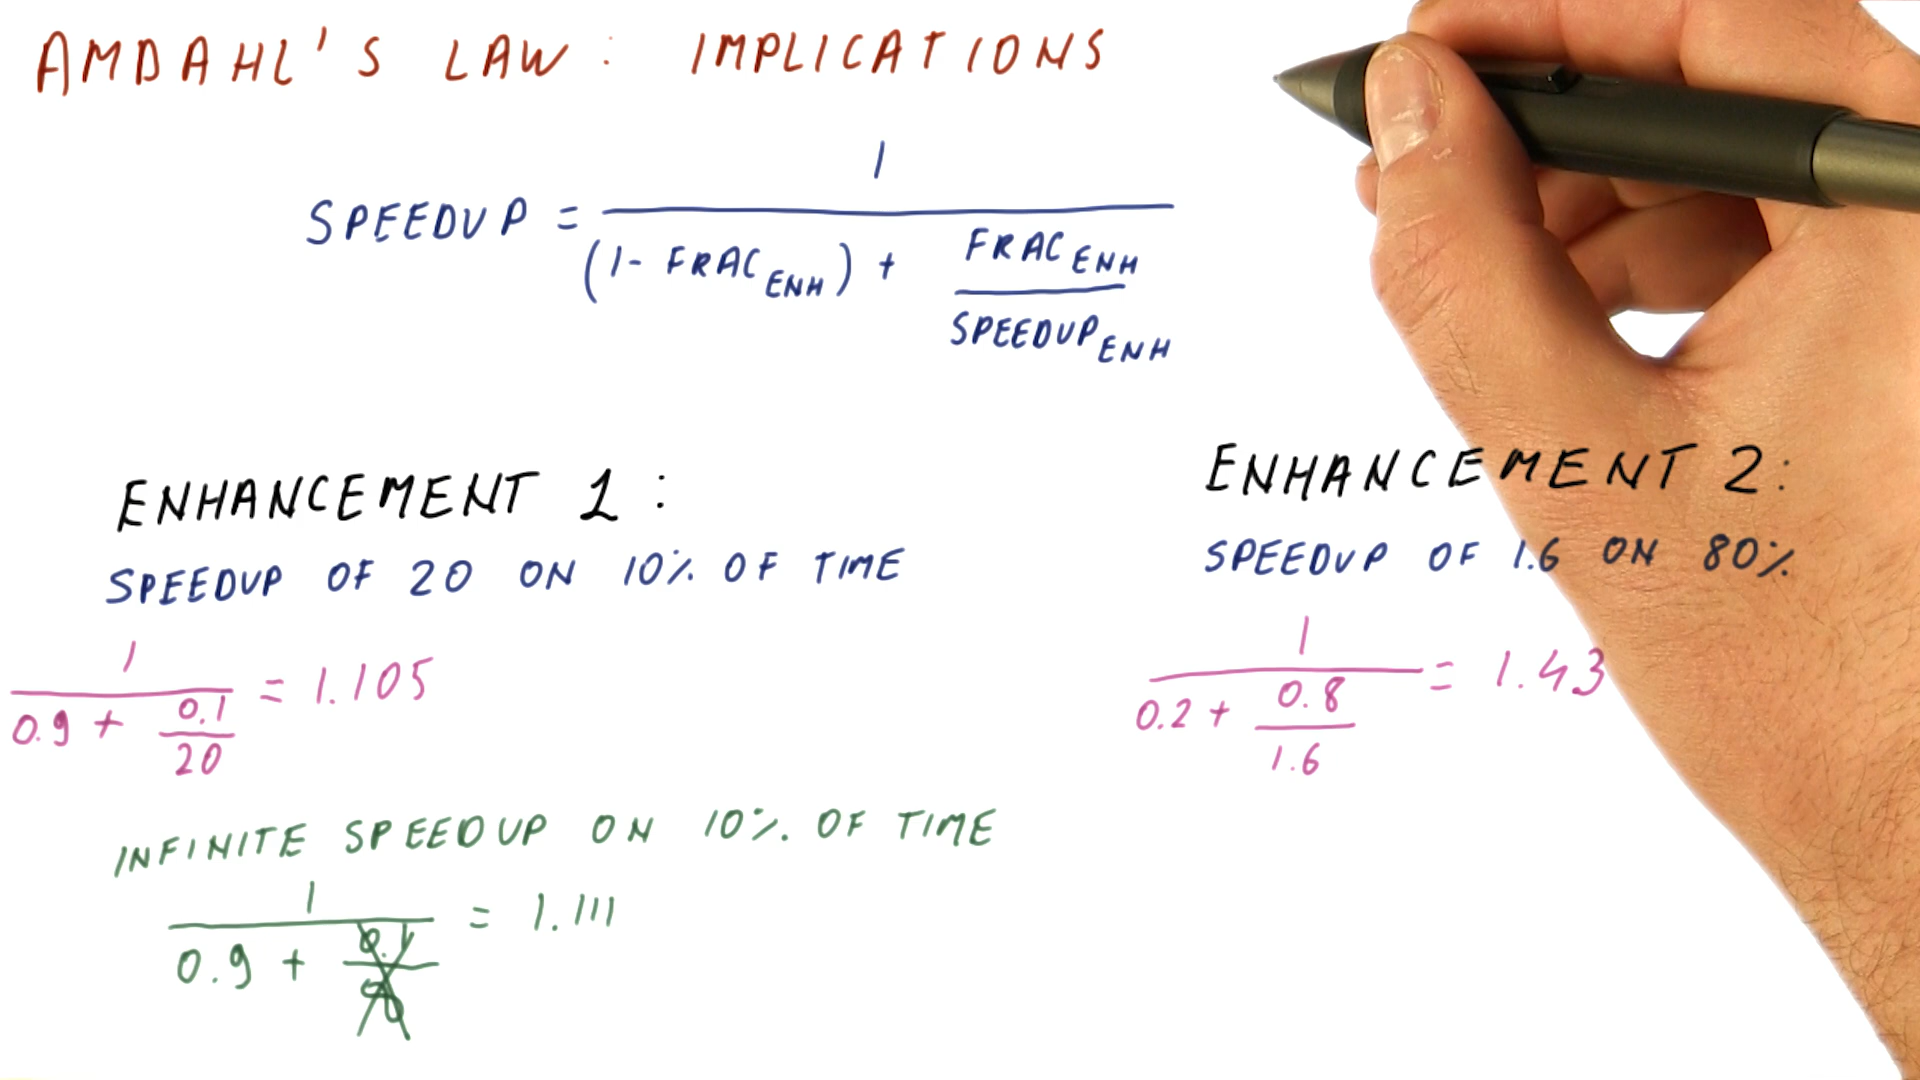 AMDAHL'S LAW: IMPLICATIONS
SPEEDUP = 1 / ((1 - FRAC_ENH) + FRAC_ENH / SPEEDUP_ENH)
ENHANCEMENT 1:
SPEEDUP OF 20 ON 10% OF TIME
1 / (0.9 + 0.1 / 20) = 1.105
INFINITE SPEEDUP ON 10% OF TIME
1 / (0.9 + 0.1 / ∞) = 1.111
ENHANCEMENT 2:
SPEEDUP OF 1.6 ON 80%
1 / (0.2 + 0.8 / 1.6) = 1.43